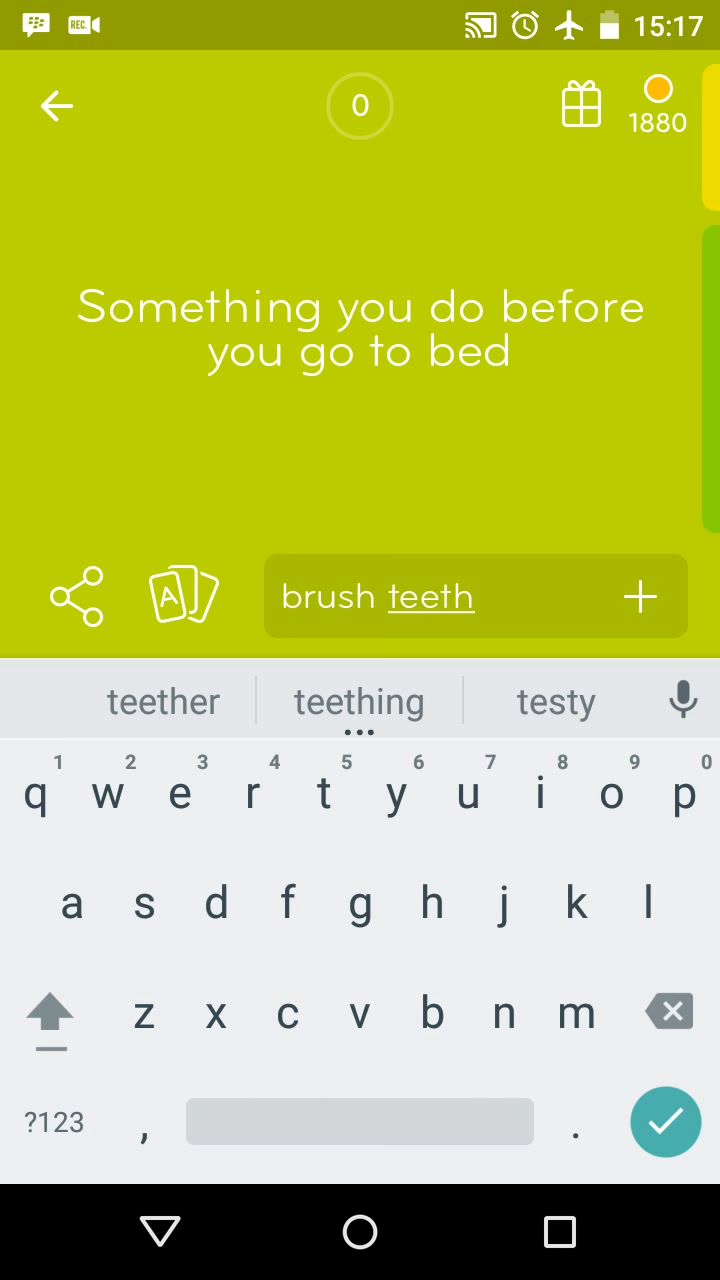 REC. 15:17
0
1880
Something you do before
you go to bed
A brush teeth
teether teething testy
1 2 3 4 5 6 7 8 9 0
q w e r t y u i o p
a s d f g h j k l
z x c v b n m
?123 , .